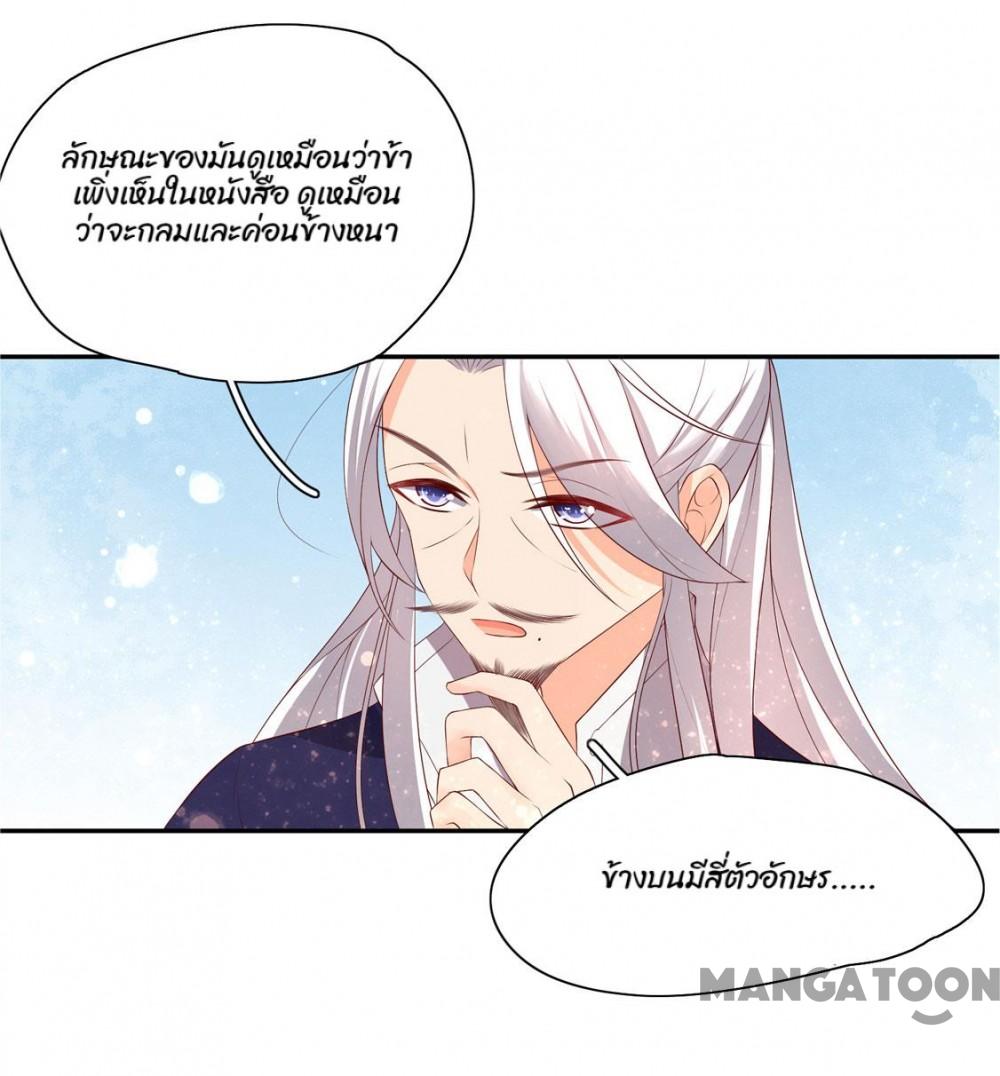 ลักษณะของมันดูเหมือนว่าข้า
เพิ่งเห็นในหนังสือ ดูเหมือน
ว่าจะกลมและค่อนข้างหนา
ข้างบนมีสี่ตัวอักษร.....
MANGATOON